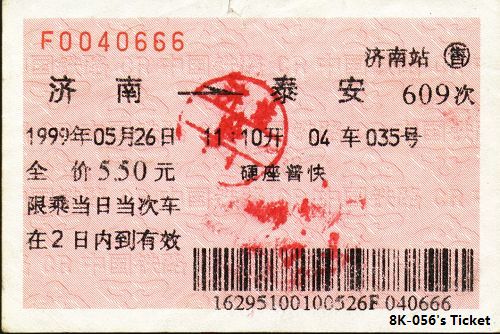 F0040666
济南站 售
济南 → 泰安 609次
1999年05月26日 11:10开 04车035号
全 价5.50元 硬座普快
限乘当日当次车
在2日内到有效
16295100100526F 040666
8K-056's Ticket